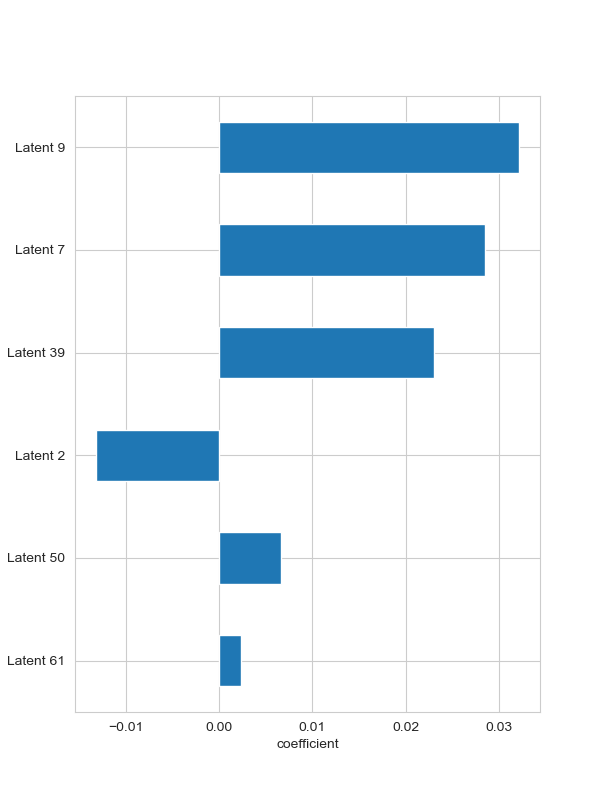 Latent 9
Latent 7
Latent 39
Latent 2
Latent 50
Latent 61
−0.01 0.00 0.01 0.02 0.03
coefficient